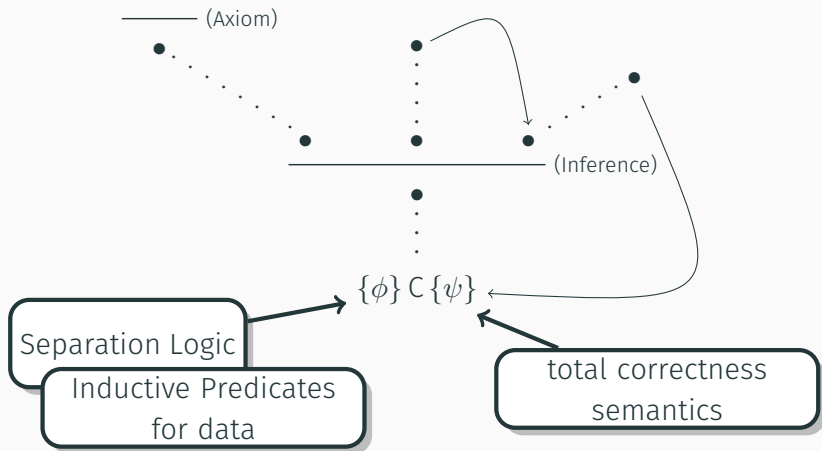 (Axiom)
(Inference)
{ϕ} C {ψ}
Separation Logic
Inductive Predicates
for data
total correctness
semantics